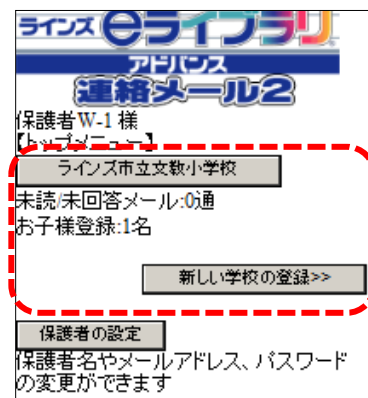 ラインズeライブラリ
アドバンス
連絡メール2
保護者W-1 様
【トップメニュー】
ラインズ市立文教小学校
未読/未回答メール:0通
お子様登録:1名
新しい学校の登録>>
保護者の設定
保護者名やメールアドレス、パスワード
の変更ができます